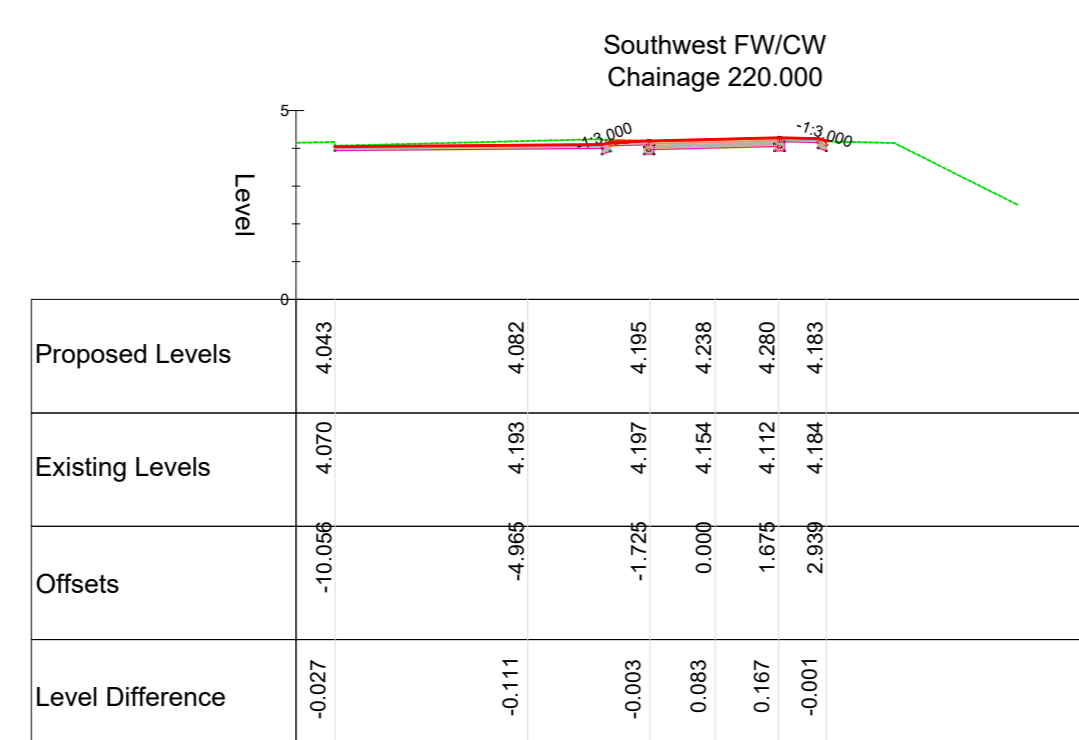 Southwest FW/CW
Chainage 220.000
5
-1:3.000
-1:3.000
Level
0
Proposed Levels 4.043 4.082 4.195 4.238 4.280 4.183
Existing Levels 4.070 4.193 4.197 4.154 4.112 4.184
Offsets -10.056 -4.965 -1.725 0.000 1.675 2.939
Level Difference -0.027 -0.111 -0.003 0.083 0.167 -0.001